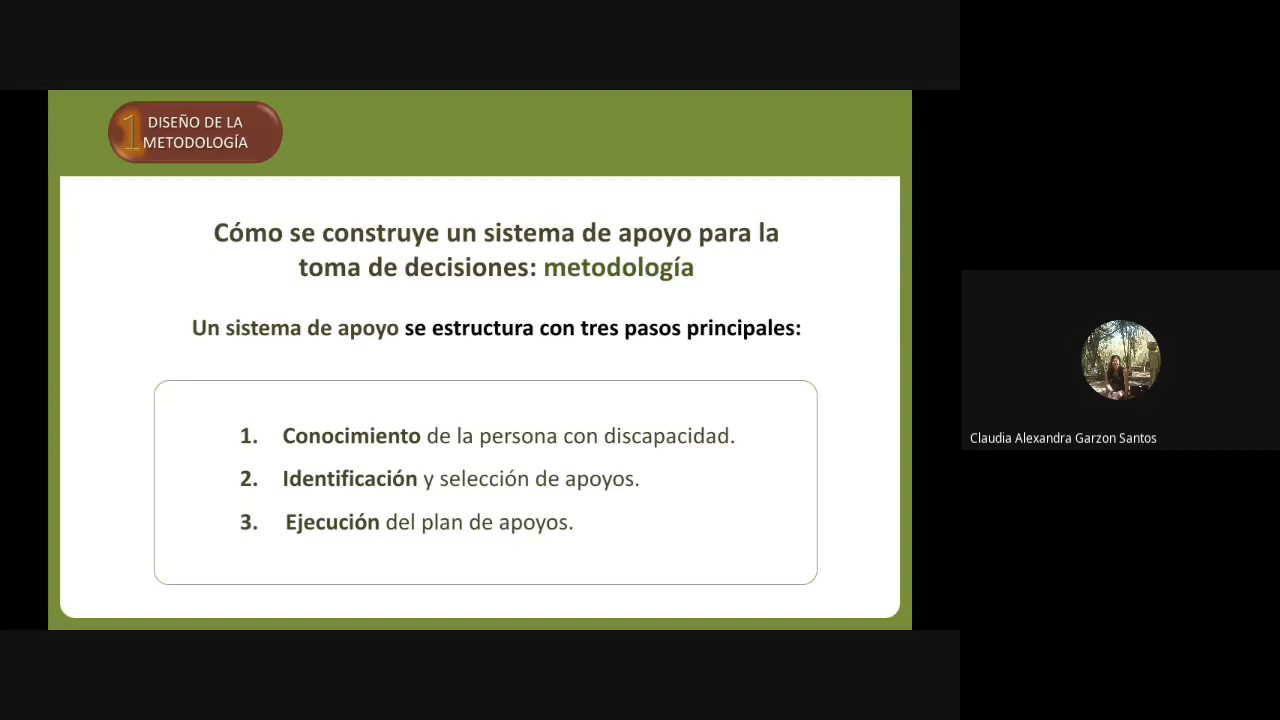 1 DISEÑO DE LA
METODOLOGÍA
Cómo se construye un sistema de apoyo para la
toma de decisiones: metodología
Un sistema de apoyo se estructura con tres pasos principales:
1. Conocimiento de la persona con discapacidad.
2. Identificación y selección de apoyos.
3. Ejecución del plan de apoyos.
Claudia Alexandra Garzon Santos